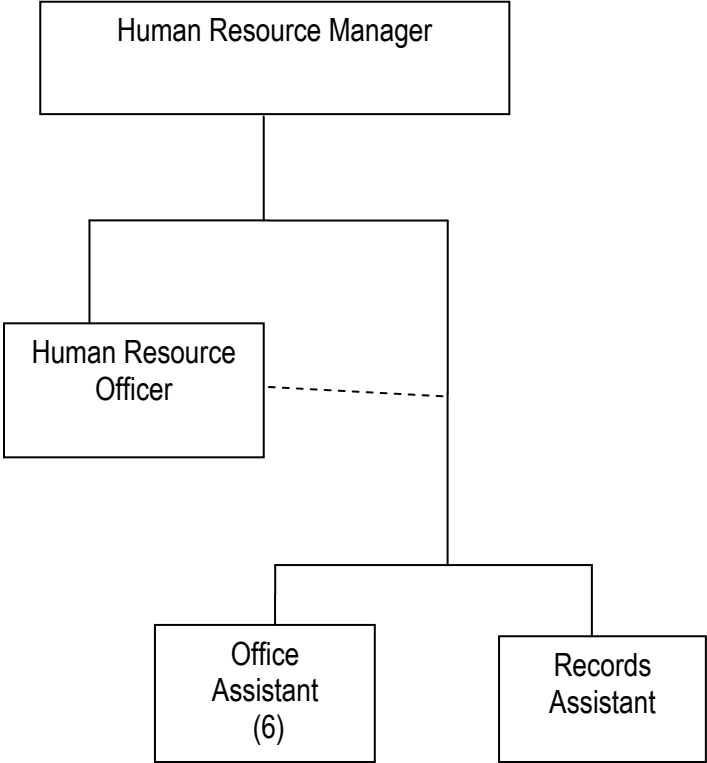 Human Resource Manager
Human Resource
Officer
Office
Assistant
(6)
Records
Assistant